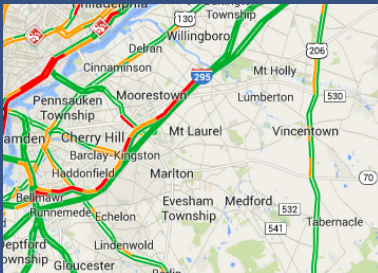 Philadelphia
Township
130
Willingboro
206
Delran
Cinnaminson
295
Mt Holly
Moorestown
Lumberton
530
Pennsauken
Township
Camden
Cherry Hill
Mt Laurel
Vincentown
Barclay-Kingston
Haddonfield
Marlton
70
Bellmawr
Runnemede
Echelon
Evesham
Township
Medford
532
Tabernacle
541
Deptford
Township
Lindenwold
Gloucester
Berlin